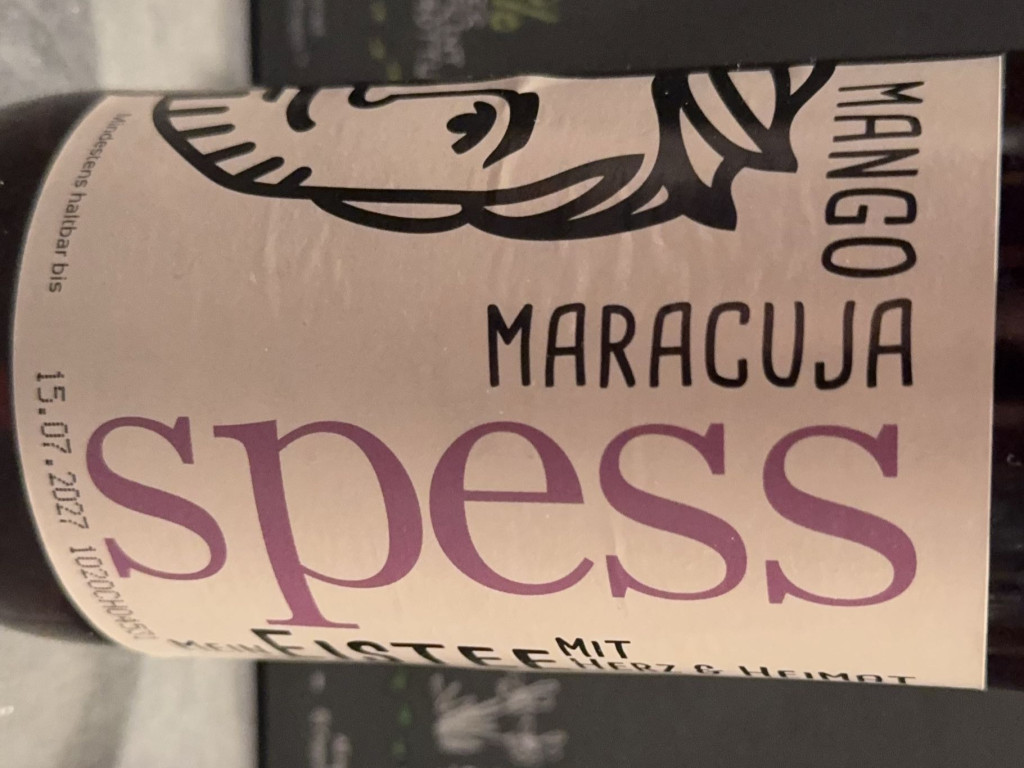 MANGO
MARACUJA
spess
MEIN EISTEE MIT
HERZ & HEIMAT
Mindestens haltbar bis
15.07.2027